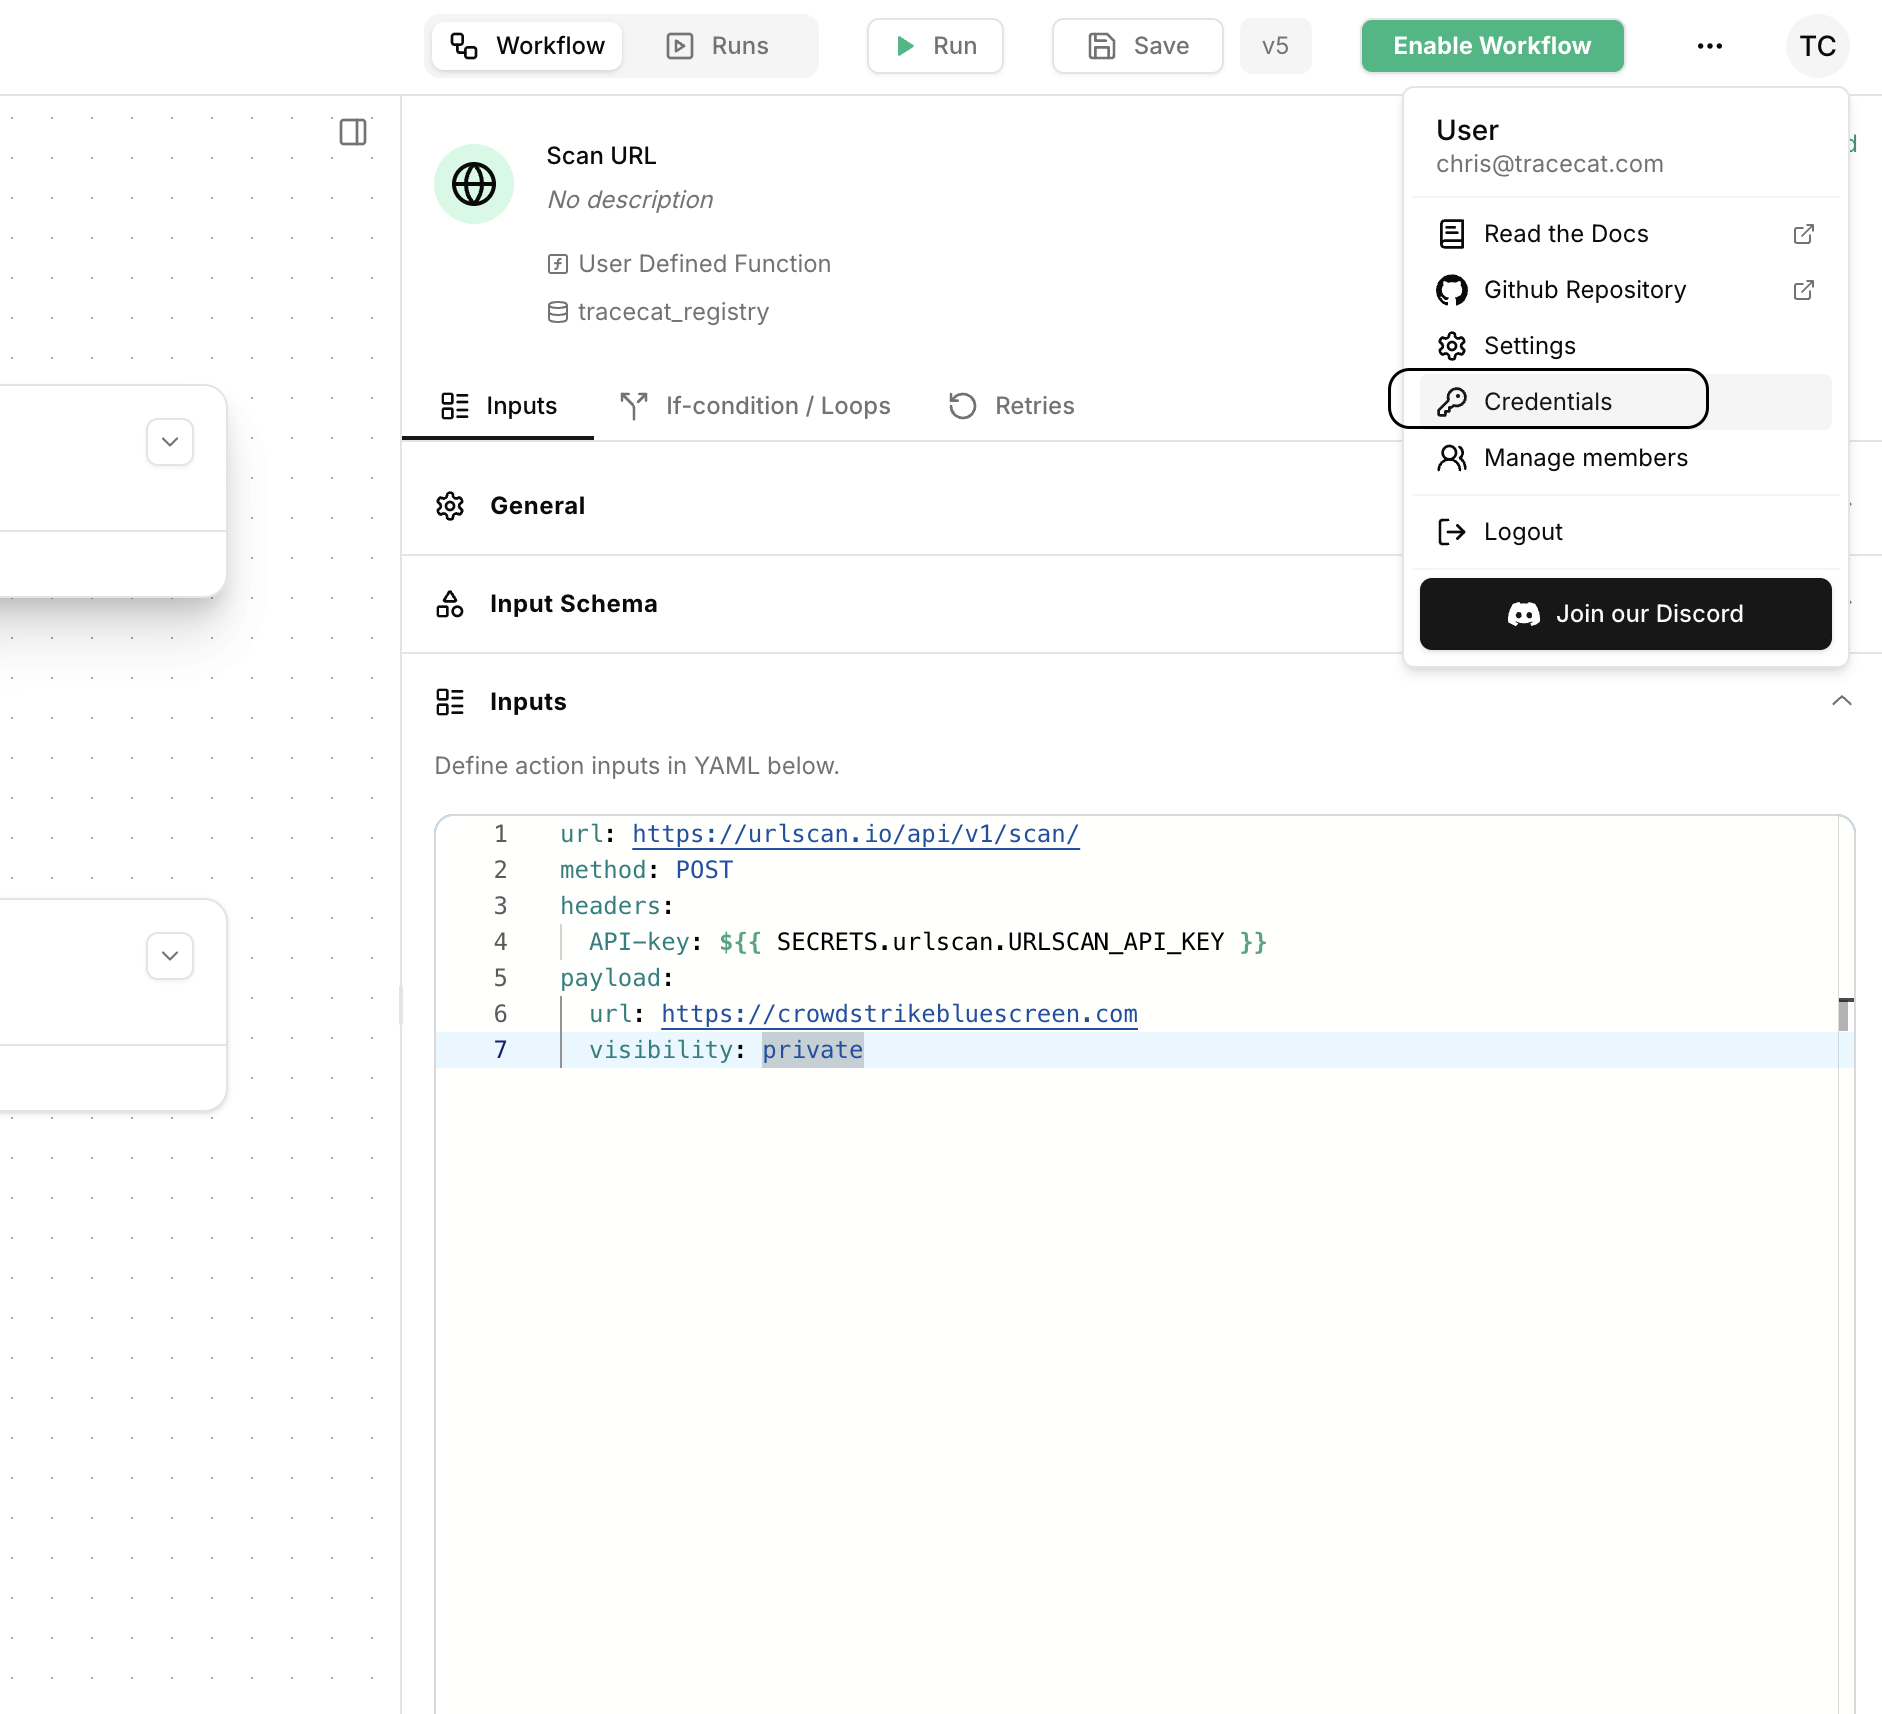 Workflow
Runs
Run
Save
v5
Enable Workflow
TC
Scan URL
No description
User Defined Function
tracecat_registry
User
chris@tracecat.com
Read the Docs
Github Repository
Settings
Credentials
Manage members
Logout
Join our Discord
Inputs
If-condition / Loops
Retries
General
Input Schema
Inputs
Define action inputs in YAML below.
1 url: https://urlscan.io/api/v1/scan/
2 method: POST
3 headers:
4 API-key: ${{ SECRETS.urlscan.URLSCAN_API_KEY }}
5 payload:
6 url: https://crowdstrikebluescreen.com
7 visibility: private